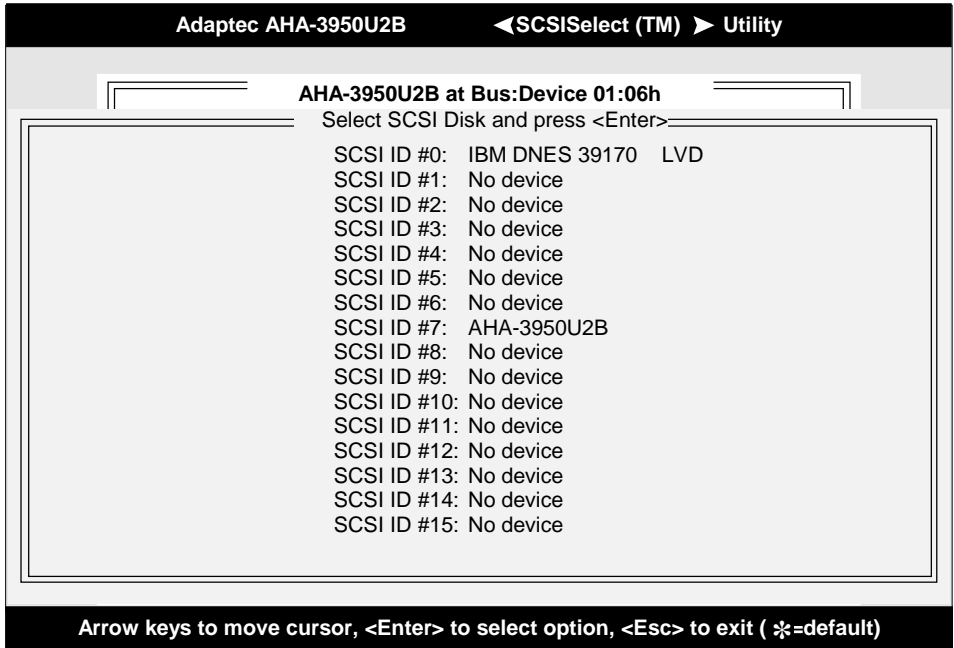 Adaptec AHA-3950U2B ◄SCSISelect (TM) ➤ Utility
AHA-3950U2B at Bus:Device 01:06h
Select SCSI Disk and press <Enter>
SCSI ID #0: IBM DNES 39170 LVD
SCSI ID #1: No device
SCSI ID #2: No device
SCSI ID #3: No device
SCSI ID #4: No device
SCSI ID #5: No device
SCSI ID #6: No device
SCSI ID #7: AHA-3950U2B
SCSI ID #8: No device
SCSI ID #9: No device
SCSI ID #10: No device
SCSI ID #11: No device
SCSI ID #12: No device
SCSI ID #13: No device
SCSI ID #14: No device
SCSI ID #15: No device
Arrow keys to move cursor, <Enter> to select option, <Esc> to exit ( ✻=default)